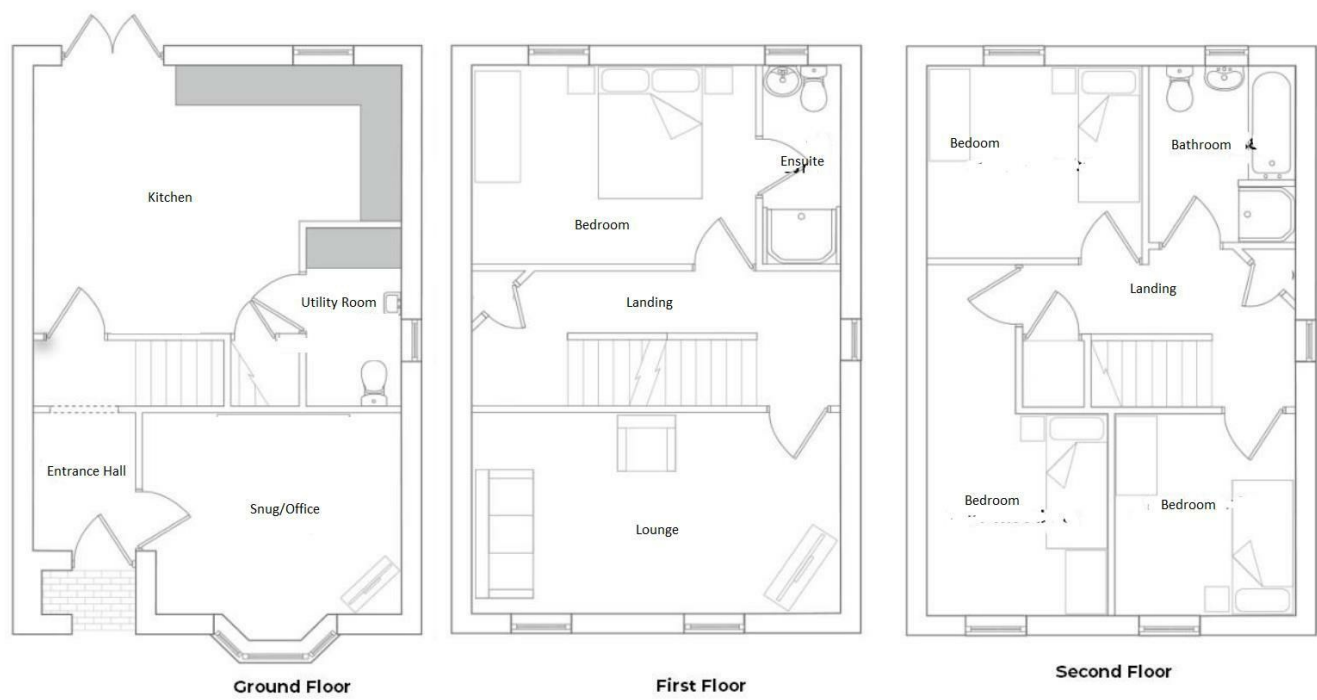 Kitchen
Utility Room
Entrance Hall
Snug/Office
Ground Floor
Ensuite
Bedroom
Landing
Lounge
First Floor
Bedoom
Bathroom
Landing
Bedroom
Bedroom
Second Floor